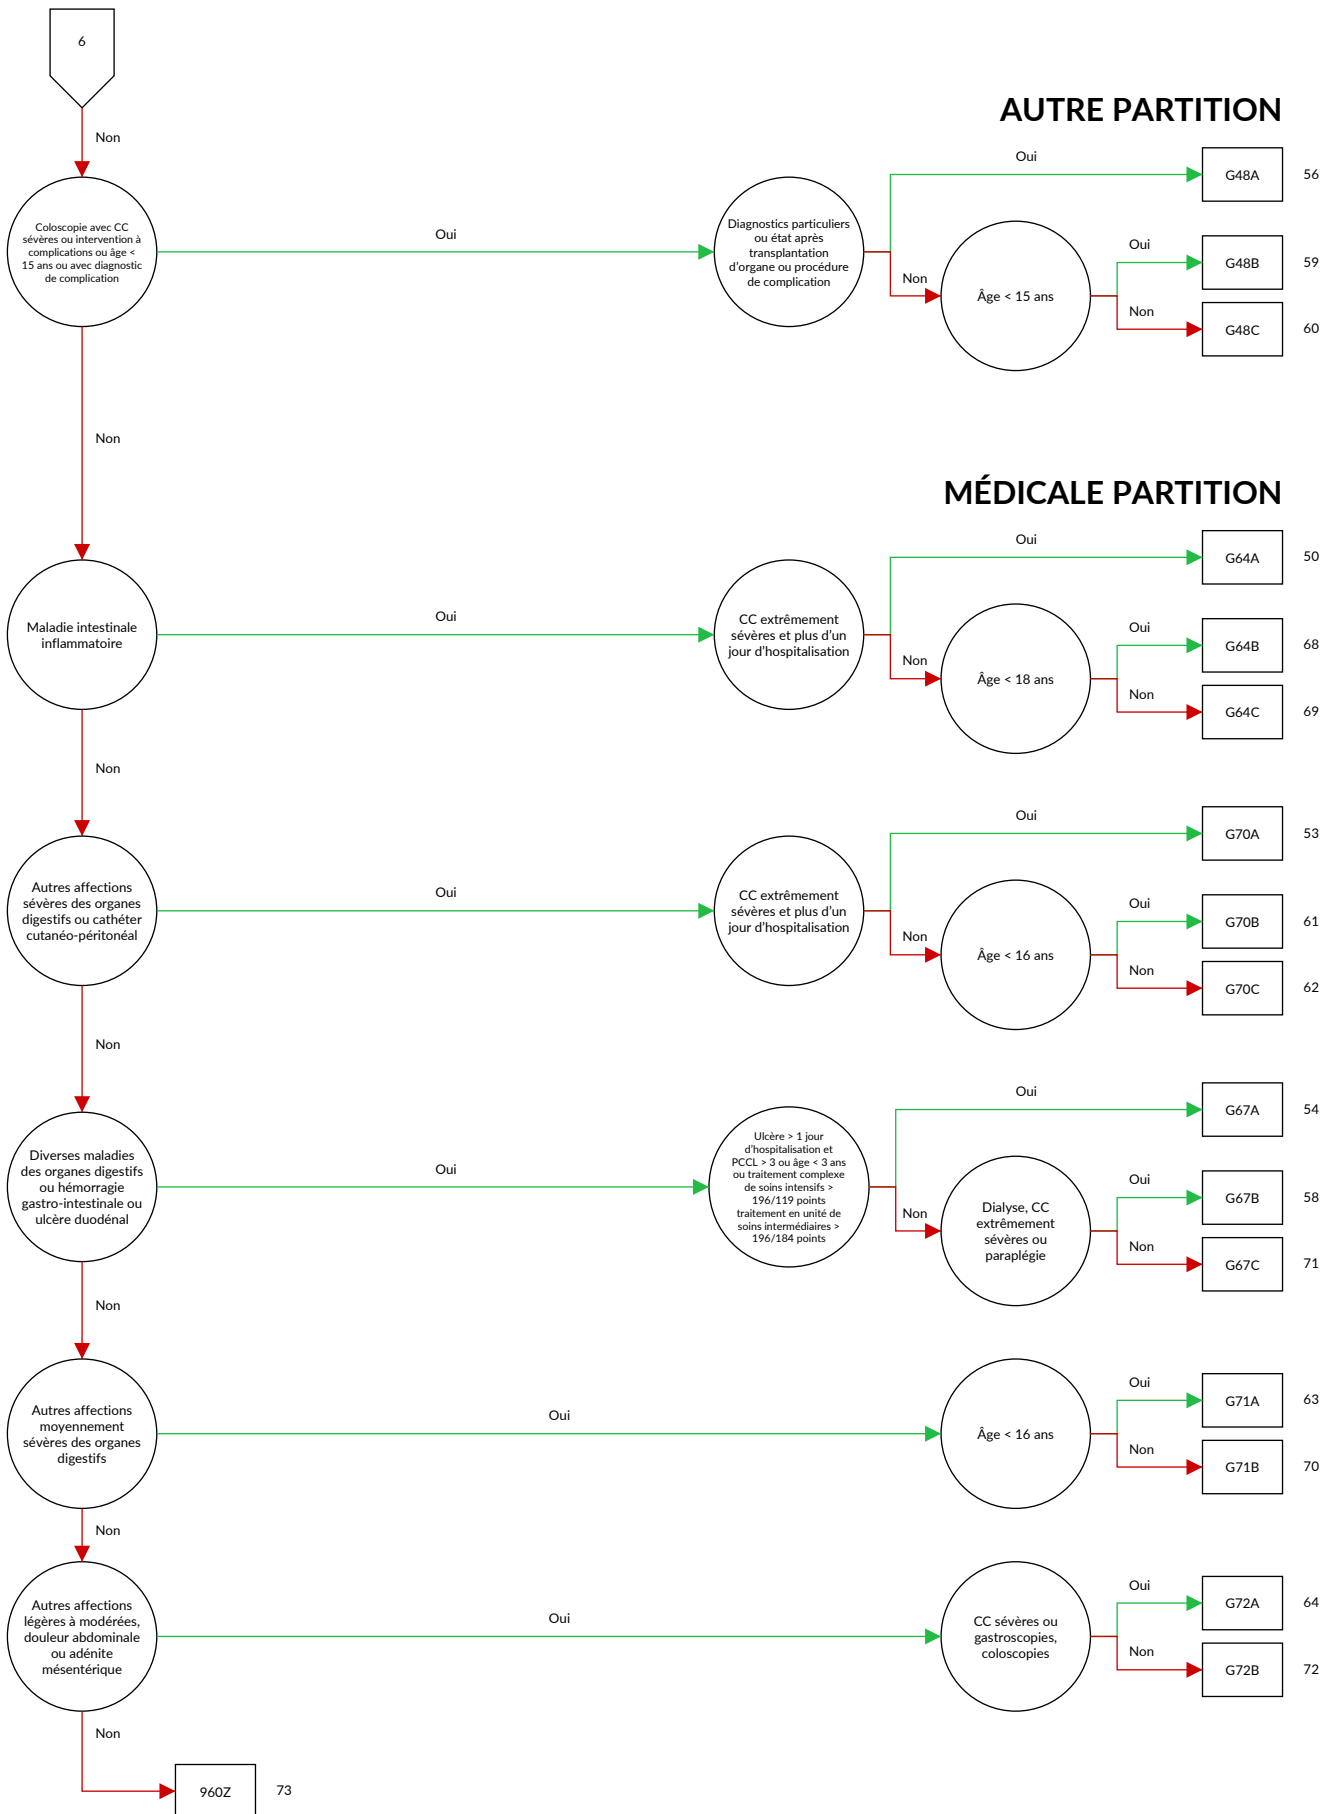 6
Non
AUTRE PARTITION
Coloscopie avec CC
sévères ou intervention à
complications ou âge <
15 ans ou avec diagnostic
de complication
Oui
Diagnostics particuliers
ou état après
transplantation
d'organe ou procédure
de complication
Oui
G48A
56
Non
Âge < 15 ans
Oui
G48B
59
Non
G48C
60
Non
MÉDICALE PARTITION
Maladie intestinale
inflammatoire
Oui
CC extrêmement
sévères et plus d'un
jour d'hospitalisation
Oui
G64A
50
Non
Âge < 18 ans
Oui
G64B
68
Non
G64C
69
Non
Autres affections
sévères des organes
digestifs ou cathéter
cutanéo-péritonéal
Oui
CC extrêmement
sévères et plus d'un
jour d'hospitalisation
Oui
G70A
53
Non
Âge < 16 ans
Oui
G70B
61
Non
G70C
62
Non
Diverses maladies
des organes digestifs
ou hémorragie
gastro-intestinale ou
ulcère duodénal
Oui
Ulcère > 1 jour
d'hospitalisation et
PCCL > 3 ou âge < 3 ans
ou traitement complexe
de soins intensifs >
196/119 points
traitement en unité de
soins intermédiaires >
196/184 points
Oui
G67A
54
Non
Dialyse, CC
extrêmement
sévères ou
paraplégie
Oui
G67B
58
Non
G67C
71
Non
Autres affections
moyennement
sévères des organes
digestifs
Oui
Âge < 16 ans
Oui
G71A
63
Non
G71B
70
Non
Autres affections
légères à modérées,
douleur abdominale
ou adénite
mésentérique
Oui
CC sévères ou
gastroscopies,
coloscopies
Oui
G72A
64
Non
G72B
72
Non
960Z
73